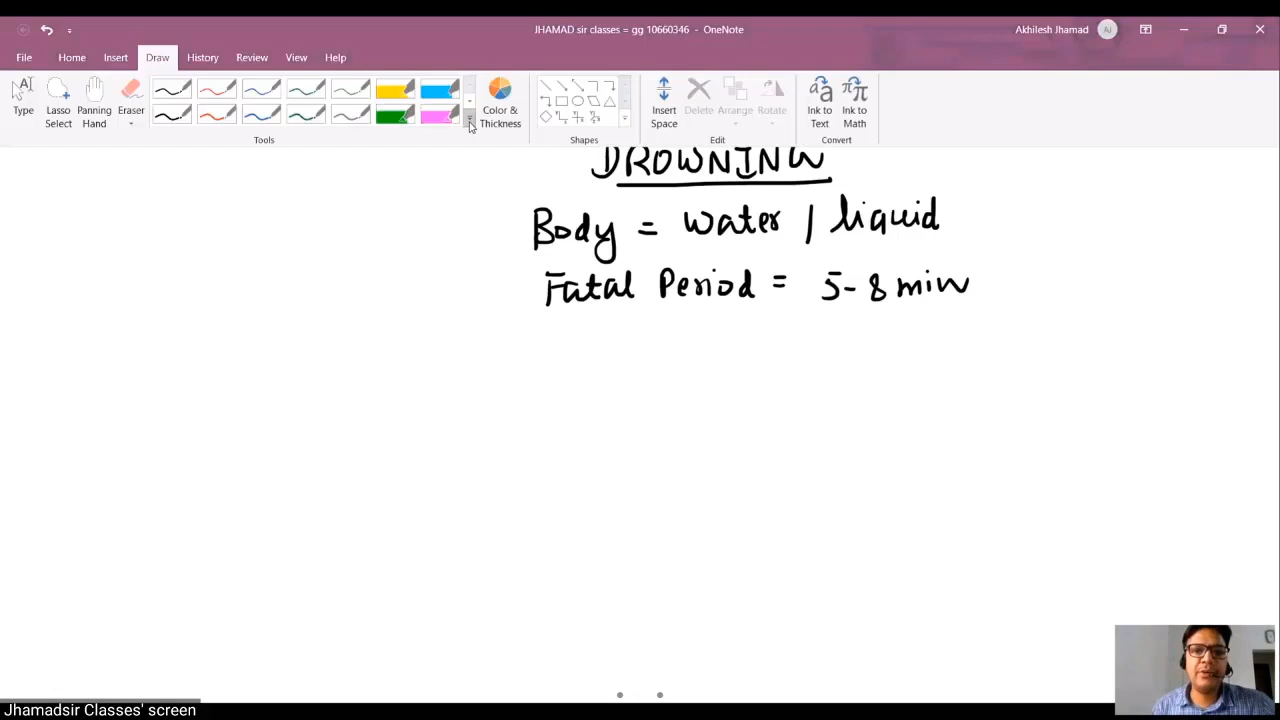 JHAMAD sir classes = gg 10660346 - OneNote
Akhilesh Jhamad AJ
File Home Insert Draw History Review View Help
Type Lasso Select Panning Hand Eraser Color & Thickness Insert Space Delete Arrange Rotate Ink to Text Ink to Math
Tools Shapes Edit Convert
DROWNING
Body = water / liquid
Fatal Period = 5-8 min
Jhamadsir Classes' screen